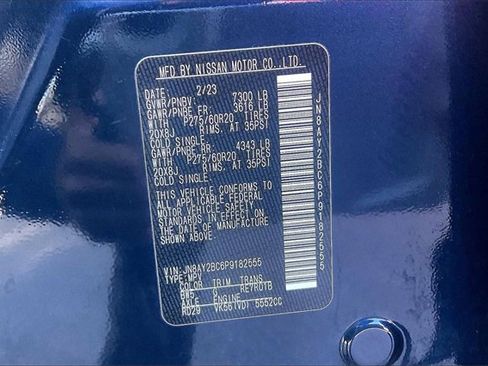 MFD BY NISSAN MOTOR CO.,LTD.
DATE 2/23
GVWR/PNBV: 7300 LB
GAWR/PNBE FR: 3616 LB
WITH P275/60R20 TIRES
20X8J RIMS, AT 35PSI
COLD SINGLE.
GAWR/PNBE RR: 4343 LB
WITH P275/60R20 TIRES
20X8J RIMS, AT 35PSI
COLD SINGLE.
THIS VEHICLE CONFORMS TO
ALL APPLICABLE FEDERAL
MOTOR VEHICLE SAFETY
STANDARDS IN EFFECT ON
THE DATE OF MANUFACTURE
SHOWN ABOVE.
VIN: JN8AY2BC6P9182555
TYPE: MPV
COLOR TRIM TRANS
BW5 RE7R01B
AXLE ENGINE
RD29 VK56(VD) 5552CC
JN8AY2BC6P9182555